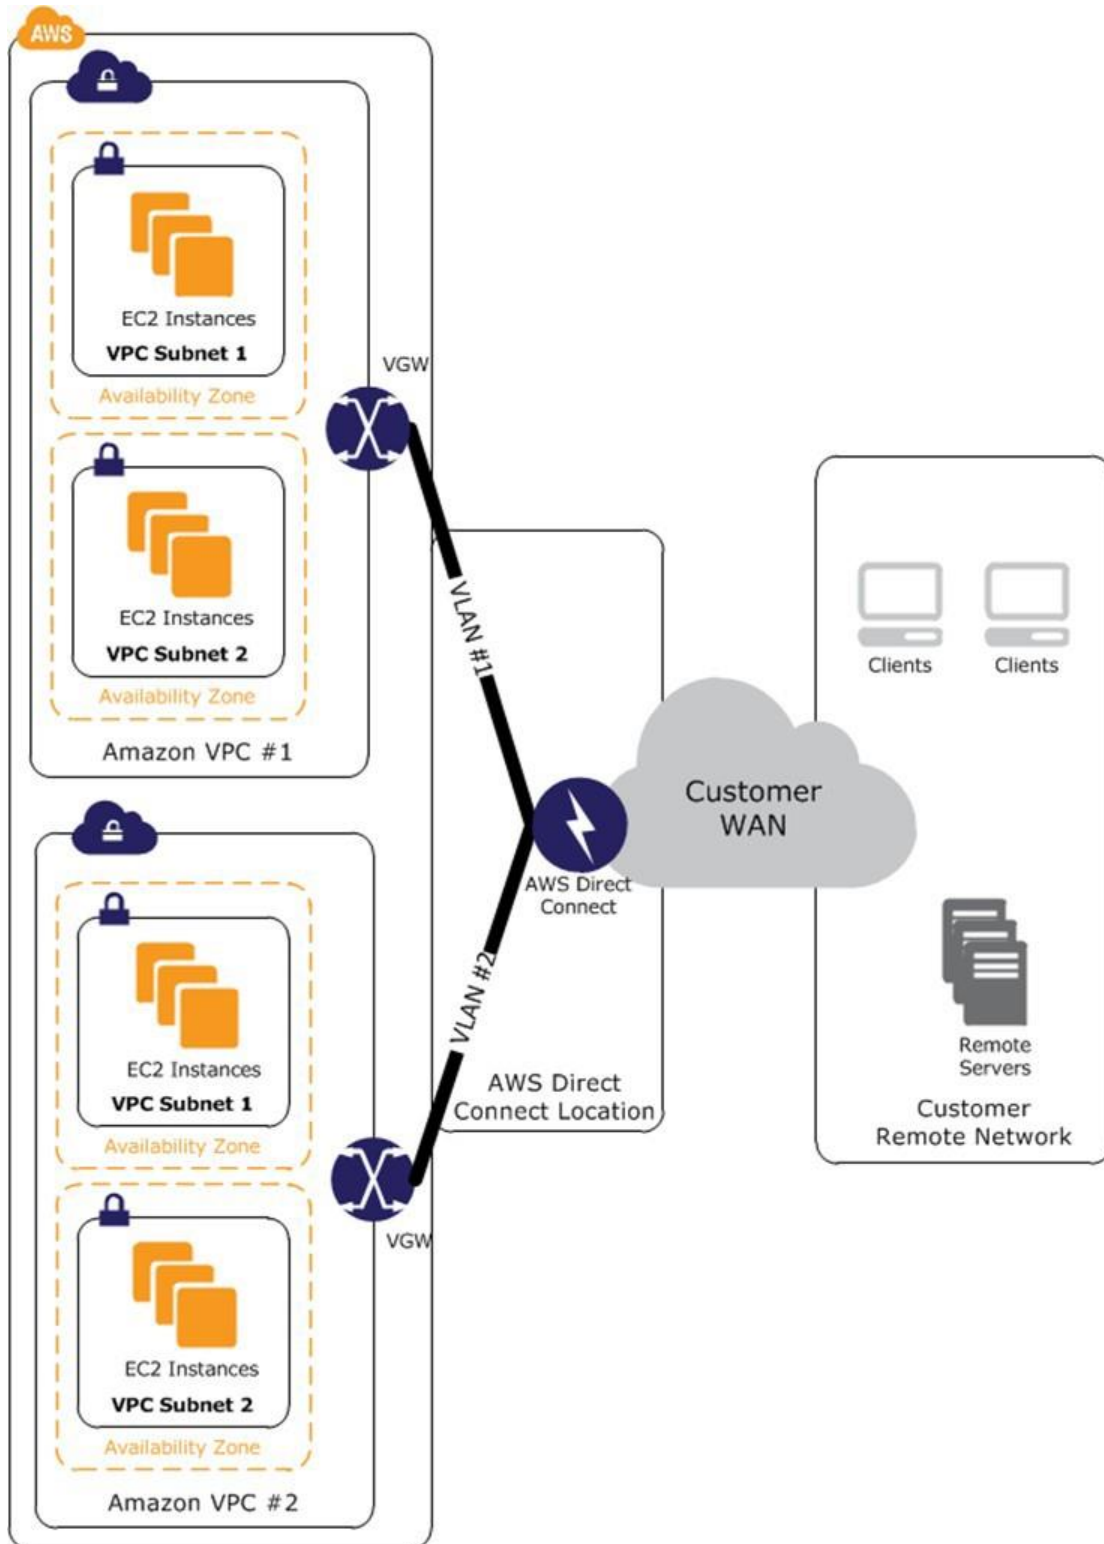 AWS
EC2 Instances
VPC Subnet 1
Availability Zone
VGW
EC2 Instances
VPC Subnet 2
Availability Zone
Amazon VPC #1
VLAN #1
Clients
Clients
Customer
WAN
AWS Direct
Connect
VLAN #2
EC2 Instances
VPC Subnet 1
Availability Zone
AWS Direct
Connect Location
Remote
Servers
Customer
Remote Network
VGW
EC2 Instances
VPC Subnet 2
Availability Zone
Amazon VPC #2